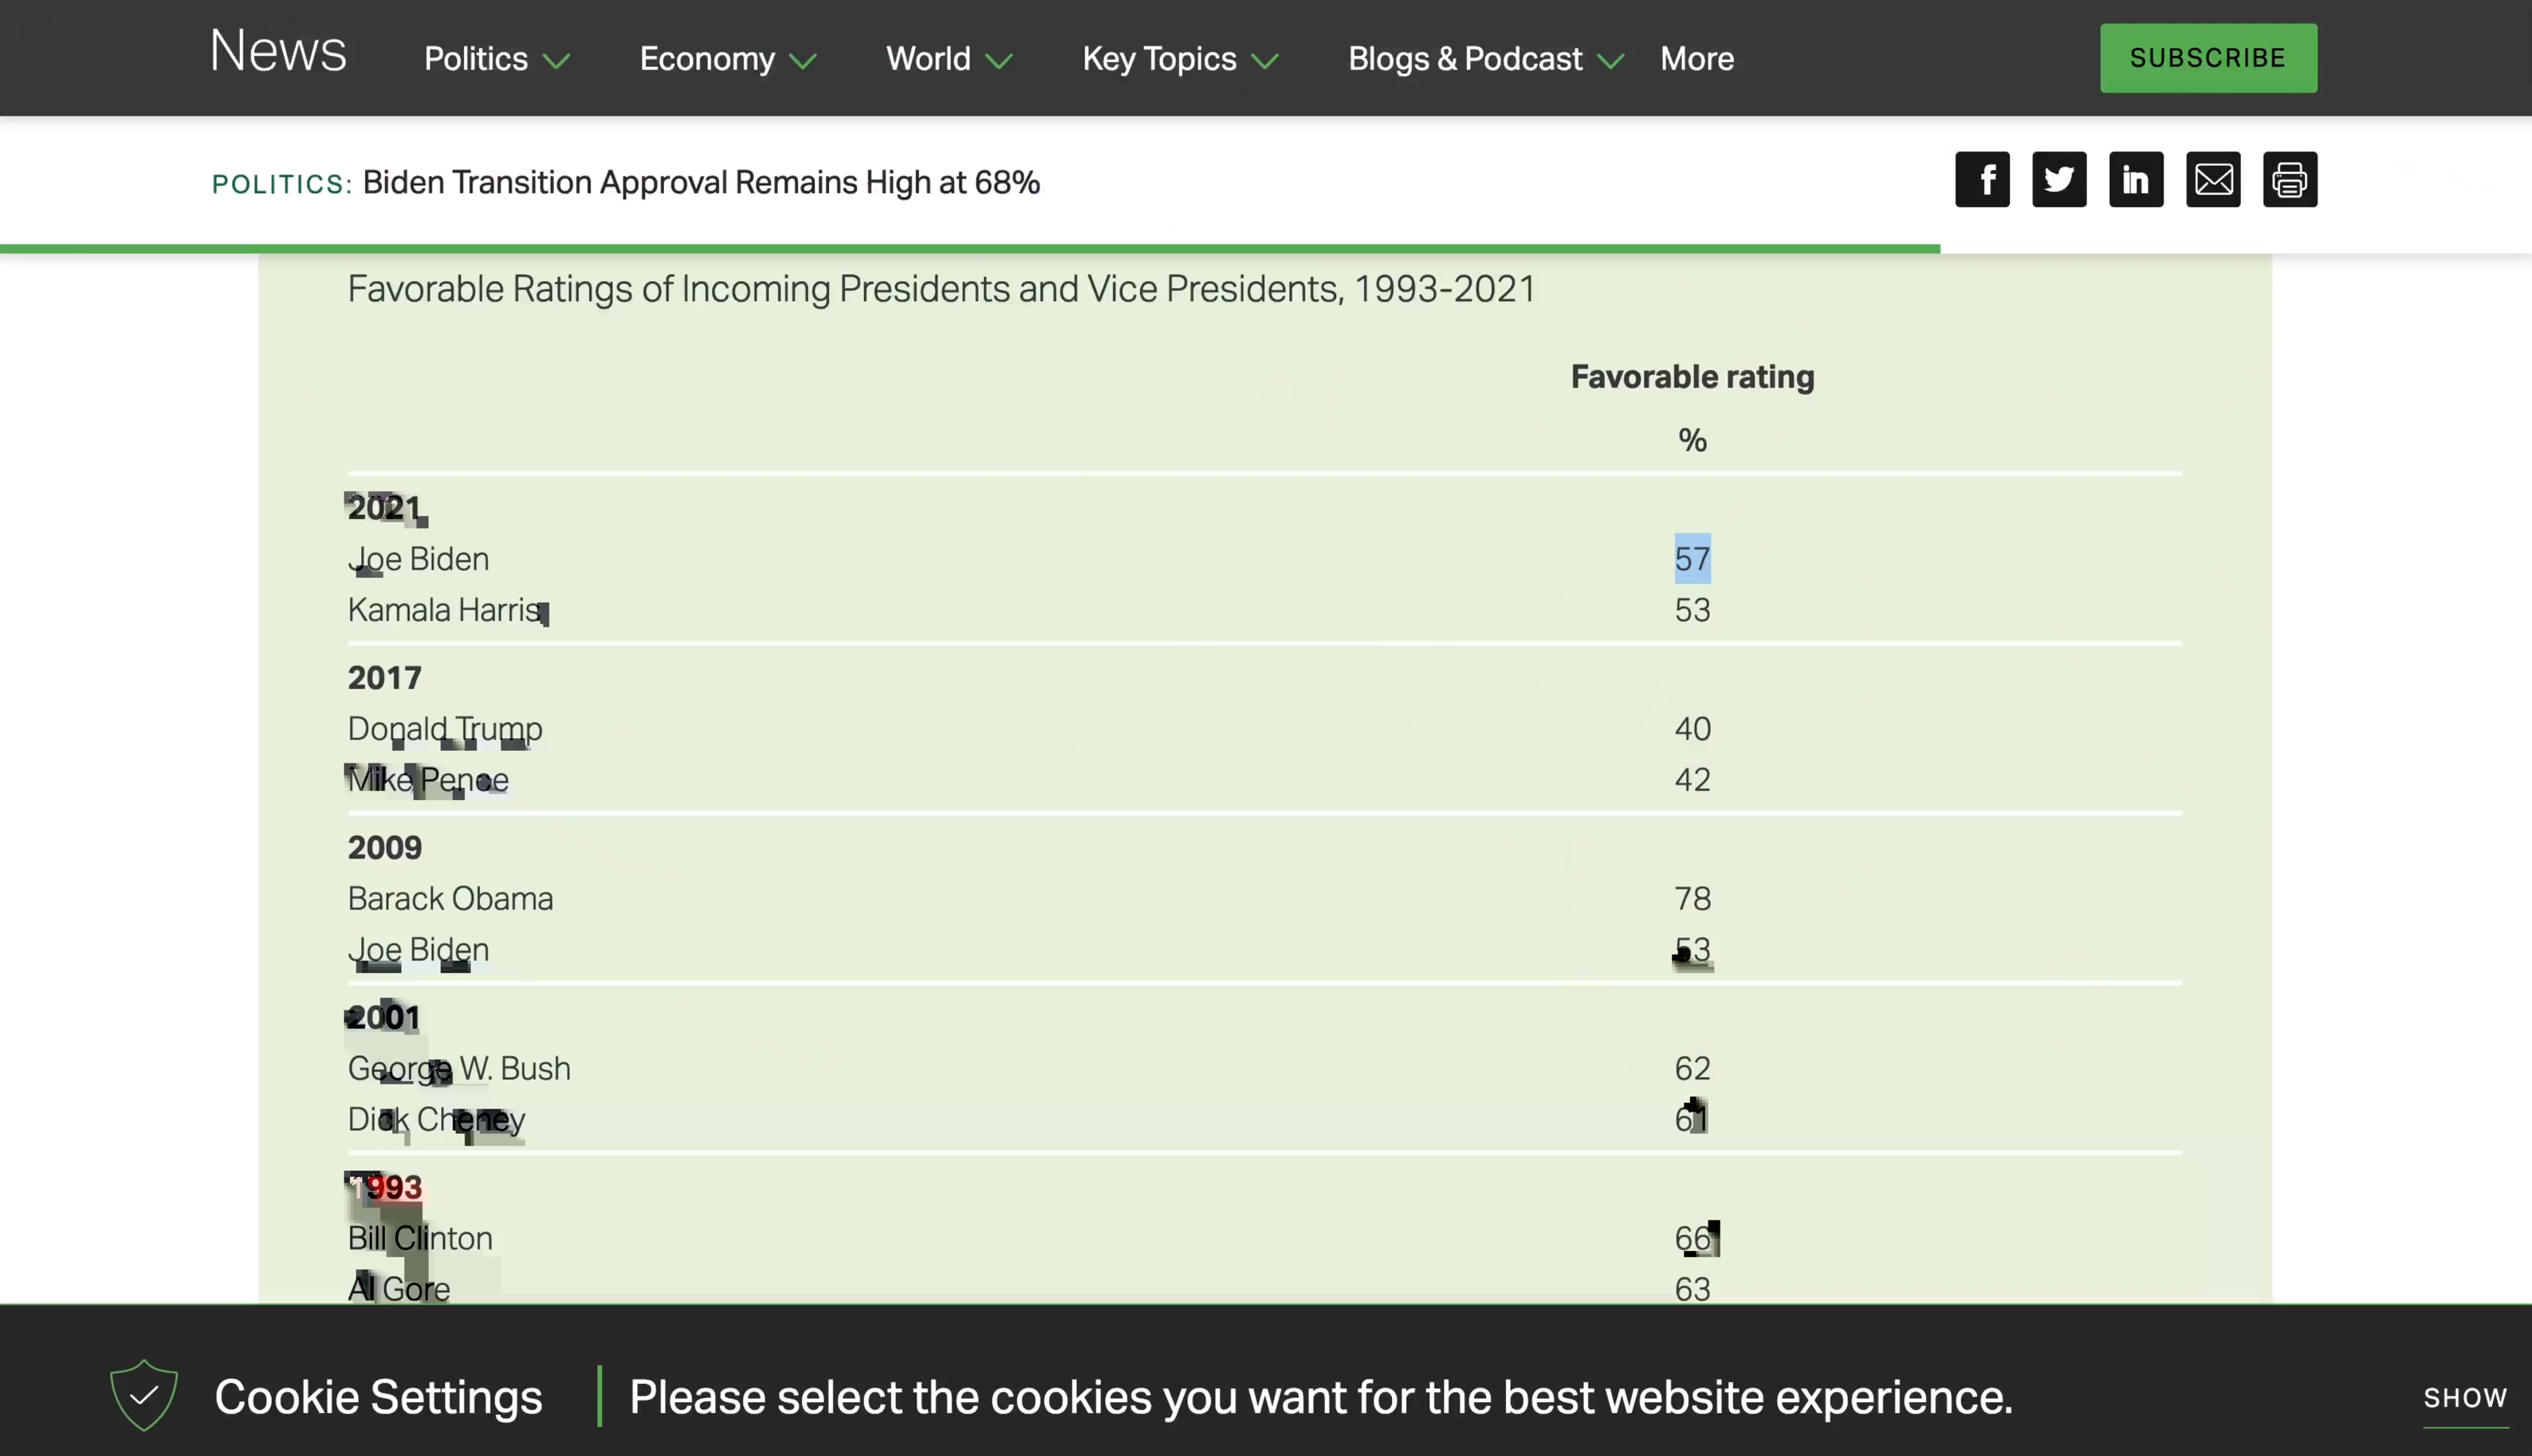 News Politics Economy World Key Topics Blogs & Podcast More SUBSCRIBE
POLITICS: Biden Transition Approval Remains High at 68%
Favorable Ratings of Incoming Presidents and Vice Presidents, 1993-2021
Favorable rating
%
2021
Joe Biden 57
Kamala Harris 53
2017
Donald Trump 40
Mike Pence 42
2009
Barack Obama 78
Joe Biden 53
2001
George W. Bush 62
Dick Cheney 61
1993
Bill Clinton 66
Al Gore 63
Cookie Settings Please select the cookies you want for the best website experience. SHOW